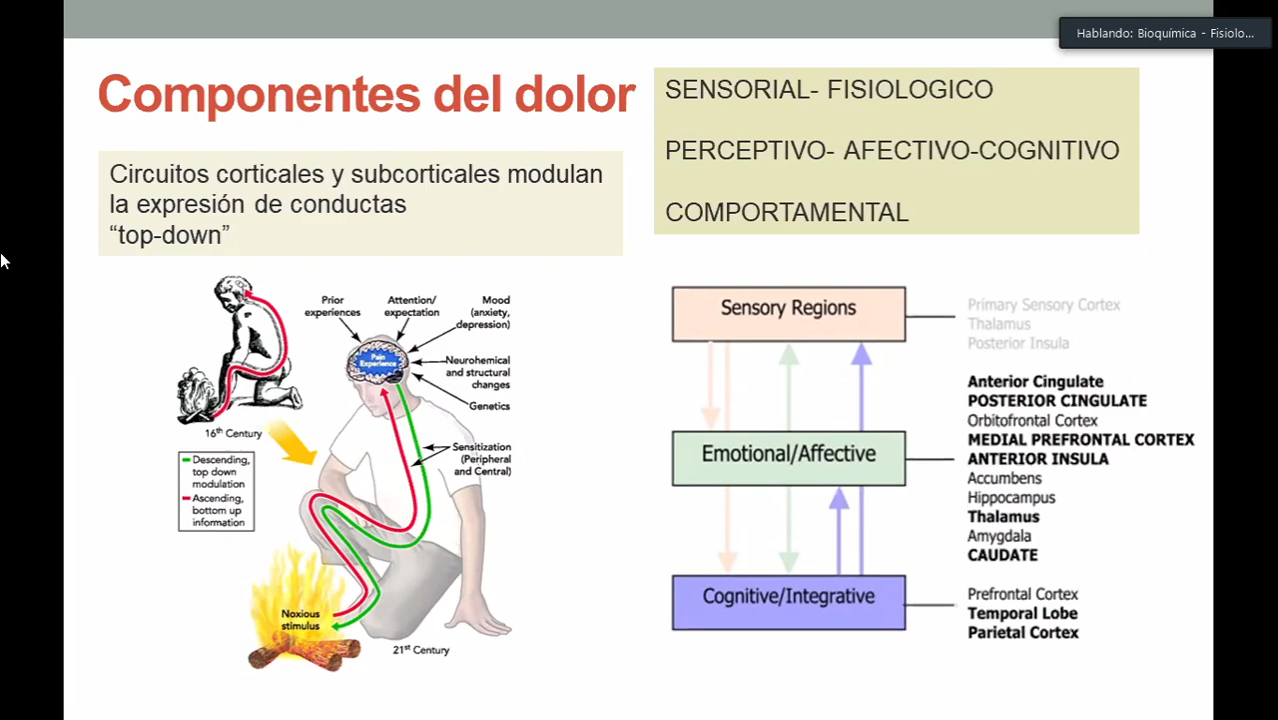 Hablando: Bioquímica - Fisiolo...
Componentes del dolor
SENSORIAL- FISIOLOGICO
PERCEPTIVO- AFECTIVO-COGNITIVO
COMPORTAMENTAL
Circuitos corticales y subcorticales modulan
la expresión de conductas
“top-down”
Prior
experiences
Attention/
expectation
Mood
(anxiety,
depression)
Pain
Experience
Neurohemical
and structural
changes
Genetics
16th Century
Sensitization
(Peripheral
and Central)
Descending,
top down
modulation
Ascending,
bottom up
information
Noxious
stimulus
21st Century
Sensory Regions
Primary Sensory Cortex
Thalamus
Posterior Insula
Emotional/Affective
Anterior Cingulate
POSTERIOR CINGULATE
Orbitofrontal Cortex
MEDIAL PREFRONTAL CORTEX
ANTERIOR INSULA
Accumbens
Hippocampus
Thalamus
Amygdala
CAUDATE
Cognitive/Integrative
Prefrontal Cortex
Temporal Lobe
Parietal Cortex